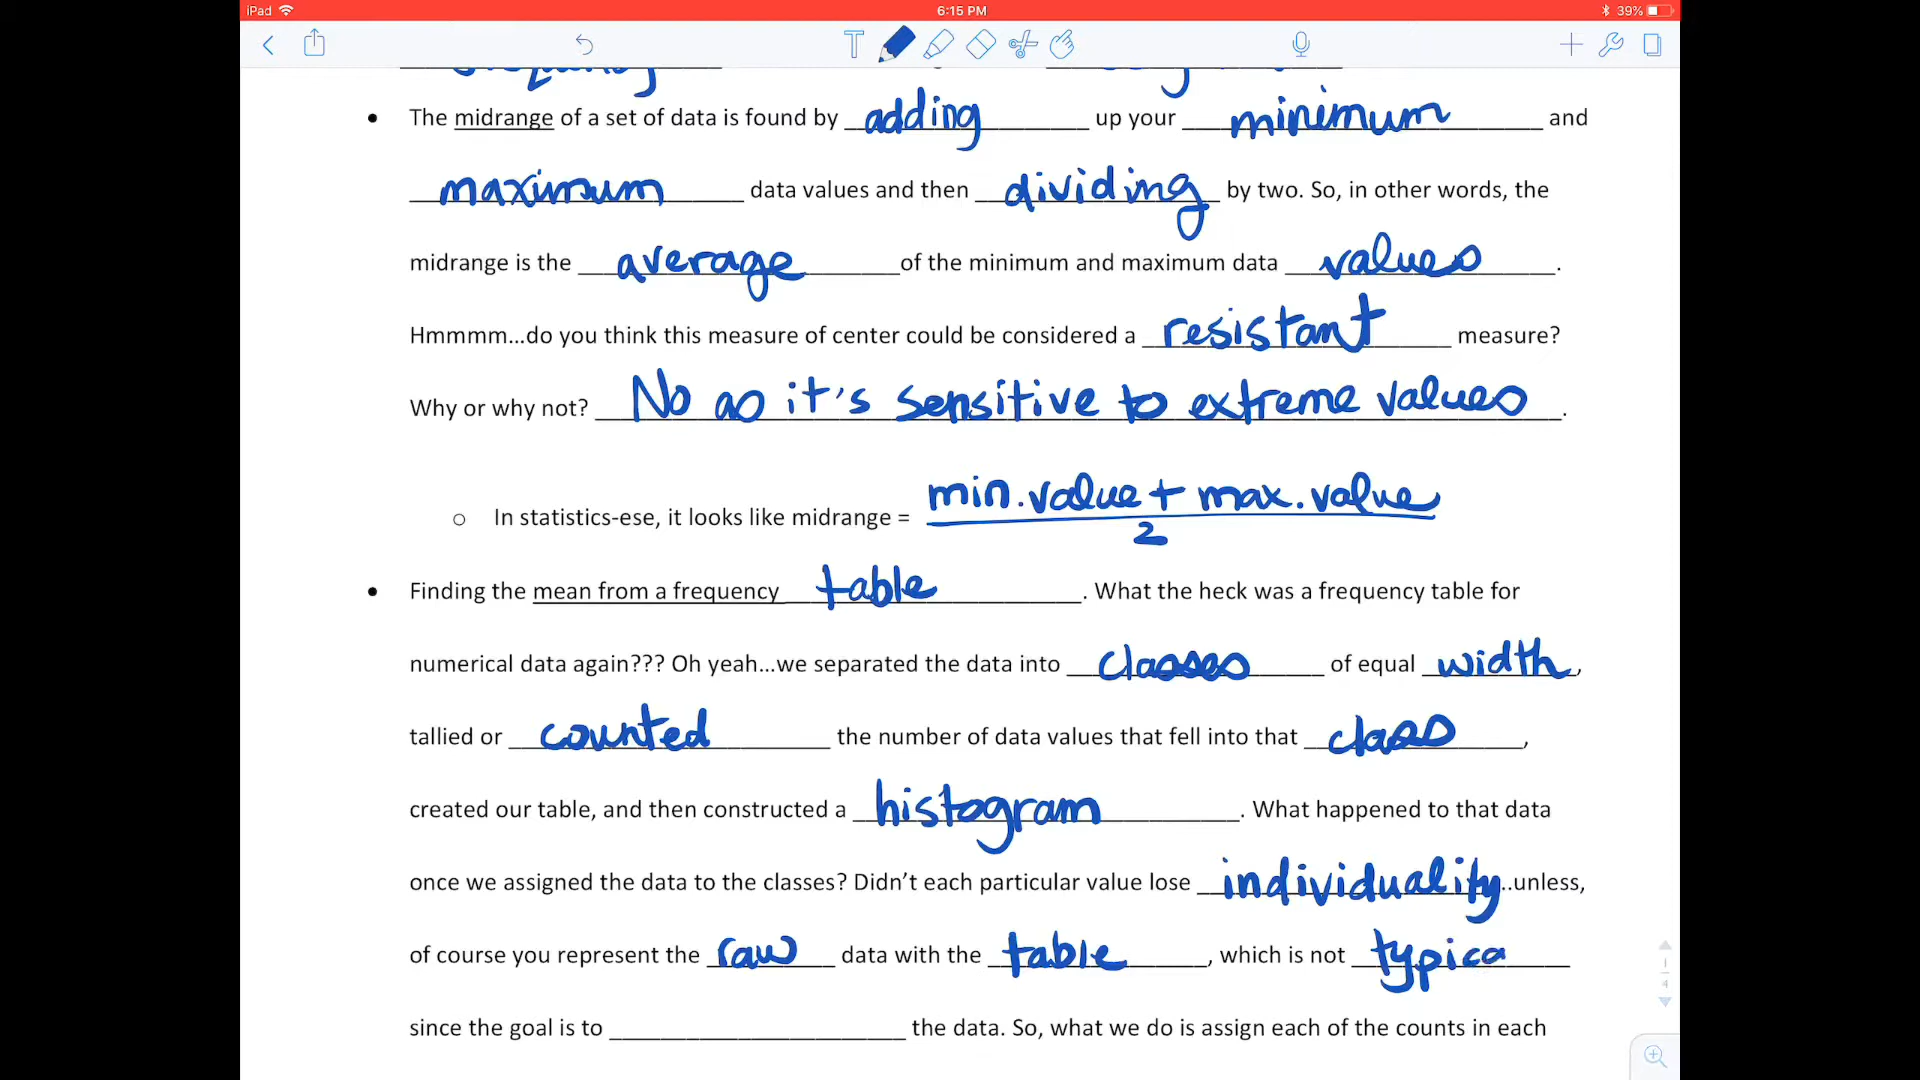 iPad 6:15 PM 39%
• The midrange of a set of data is found by adding up your minimum and
maximum data values and then dividing by two. So, in other words, the
midrange is the average of the minimum and maximum data values.
Hmmmm...do you think this measure of center could be considered a resistant measure?
Why or why not? No as it's sensitive to extreme values.
o In statistics-ese, it looks like midrange = min. value + max. value
2
• Finding the mean from a frequency table. What the heck was a frequency table for
numerical data again??? Oh yeah...we separated the data into classes of equal width,
tallied or counted the number of data values that fell into that class,
created our table, and then constructed a histogram. What happened to that data
once we assigned the data to the classes? Didn't each particular value lose individuality..unless,
of course you represent the raw data with the table, which is not typica
since the goal is to ____________ the data. So, what we do is assign each of the counts in each